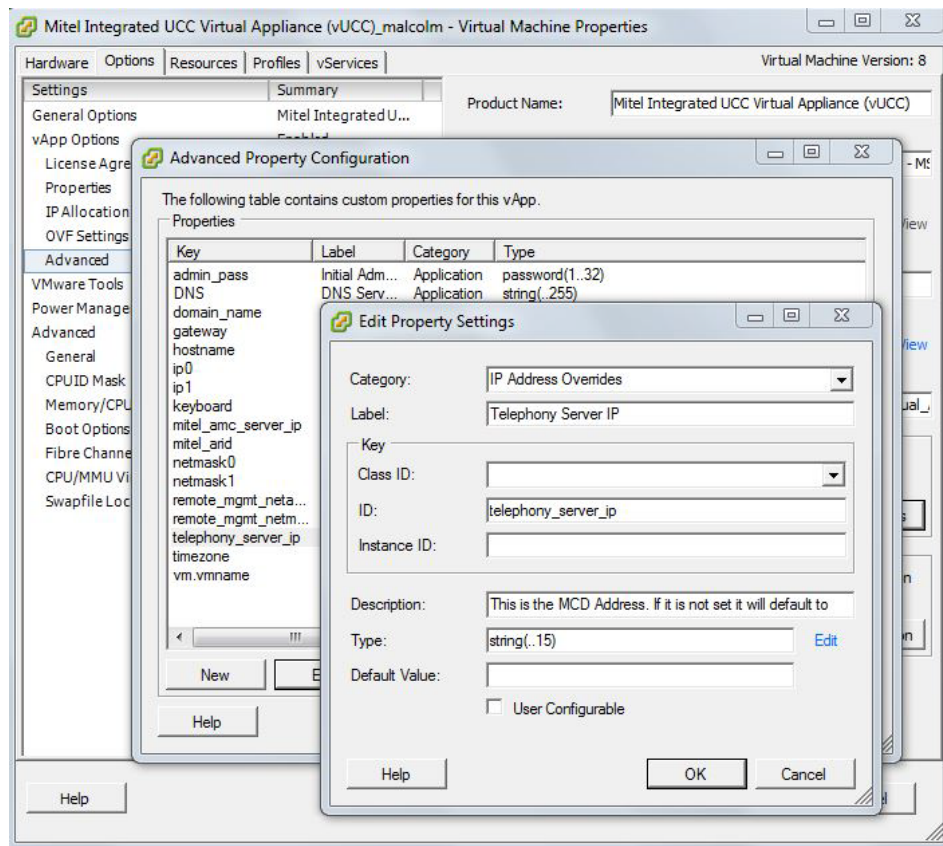 Mitel Integrated UCC Virtual Appliance (vUCC)_malcolm - Virtual Machine Properties
Hardware Options Resources Profiles vServices Virtual Machine Version: 8
Settings Summary
General Options Mitel Integrated U...
Product Name: Mitel Integrated UCC Virtual Appliance (vUCC)
vApp Options Enabled
License Agre
Properties
IP Allocation
OVF Settings
Advanced
VMware Tools
Power Manage
Advanced
General
CPUID Mask
Memory/CPU
Boot Options
Fibre Channe
CPU/MMU Vi
Swapfile Loc
Help
Advanced Property Configuration
The following table contains custom properties for this vApp.
Properties
Key Label Category Type
admin_pass Initial Adm... Application password(1..32)
DNS DNS Serv... Application string(..255)
domain_name
gateway
hostname
ip0
ip1
keyboard
mitel_amc_server_ip
mitel_arid
netmask0
netmask1
remote_mgmt_neta...
remote_mgmt_netm...
telephony_server_ip
timezone
vm.vmname
New E
Help
Edit Property Settings
Category: IP Address Overrides
Label: Telephony Server IP
Key
Class ID:
ID: telephony_server_ip
Instance ID:
Description: This is the MCD Address. If it is not set it will default to
Type: string(..15) Edit
Default Value:
User Configurable
Help OK Cancel
- MS
iew
iew
ual_
n
on
el